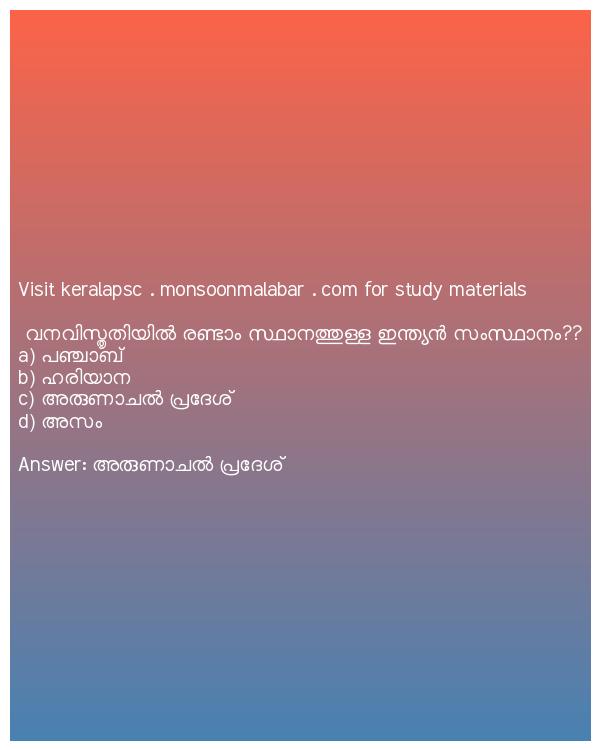 Visit keralapsc . monsoonmalabar . com for study materials
വനവിസ്തൃതിയിൽ രണ്ടാം സ്ഥാനത്തുള്ള ഇന്ത്യൻ സംസ്ഥാനം??
a) പഞ്ചാബ്
b) ഹരിയാന
c) അരുണാചൽ പ്രദേശ്
d) അസം
Answer: അരുണാചൽ പ്രദേശ്